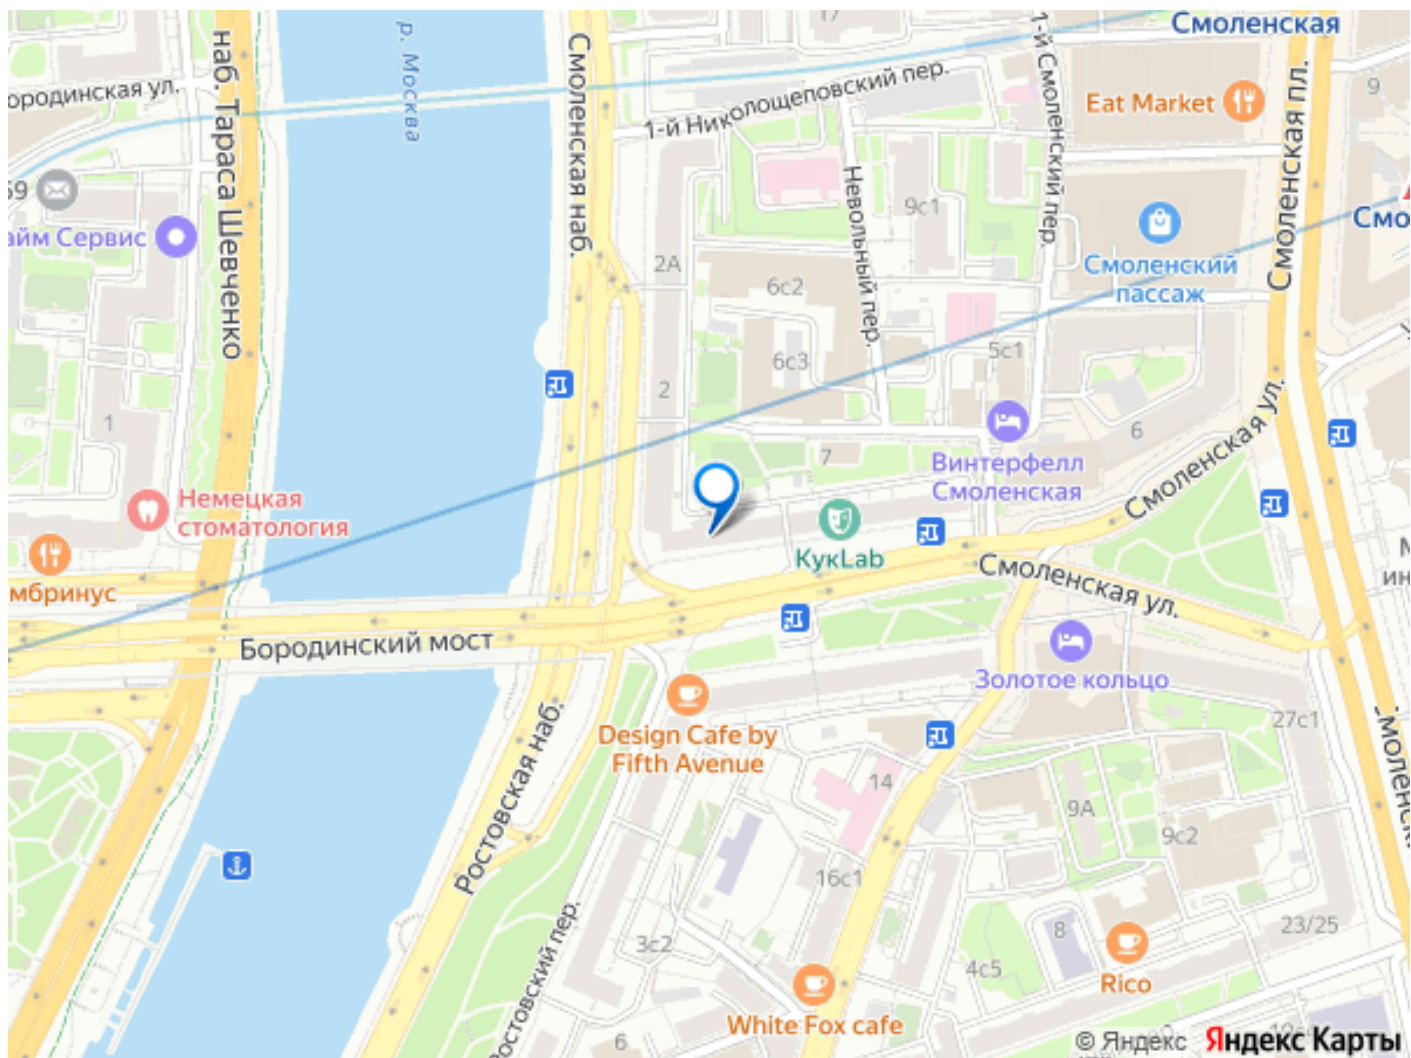 17
Смоленская
наб. Тараса Шевченко
р. Москва
Смоленская наб.
1-й Николощеповский пер.
1-й Смоленский пер.
Eat Market
Смоленская пл.
9
ородинская ул.
59
айм Сервис
Невольный пер.
9с1
Смо
Смоленский
пассаж
2А
6с2
5с1
6с3
2
1
6
7
Винтерфелл
Смоленская
Смоленская ул.
Немецкая
стоматология
КукLab
мбринус
Смоленская ул.
Бородинский мост
Золотое кольцо
Design Cafe by
Fifth Avenue
27с1
Ростовская наб.
14
9А
9с2
16с1
23/25
8
3с2
4с5
Rico
Ростовский пер.
White Fox cafe
6
© Яндекс Яндекс Карты